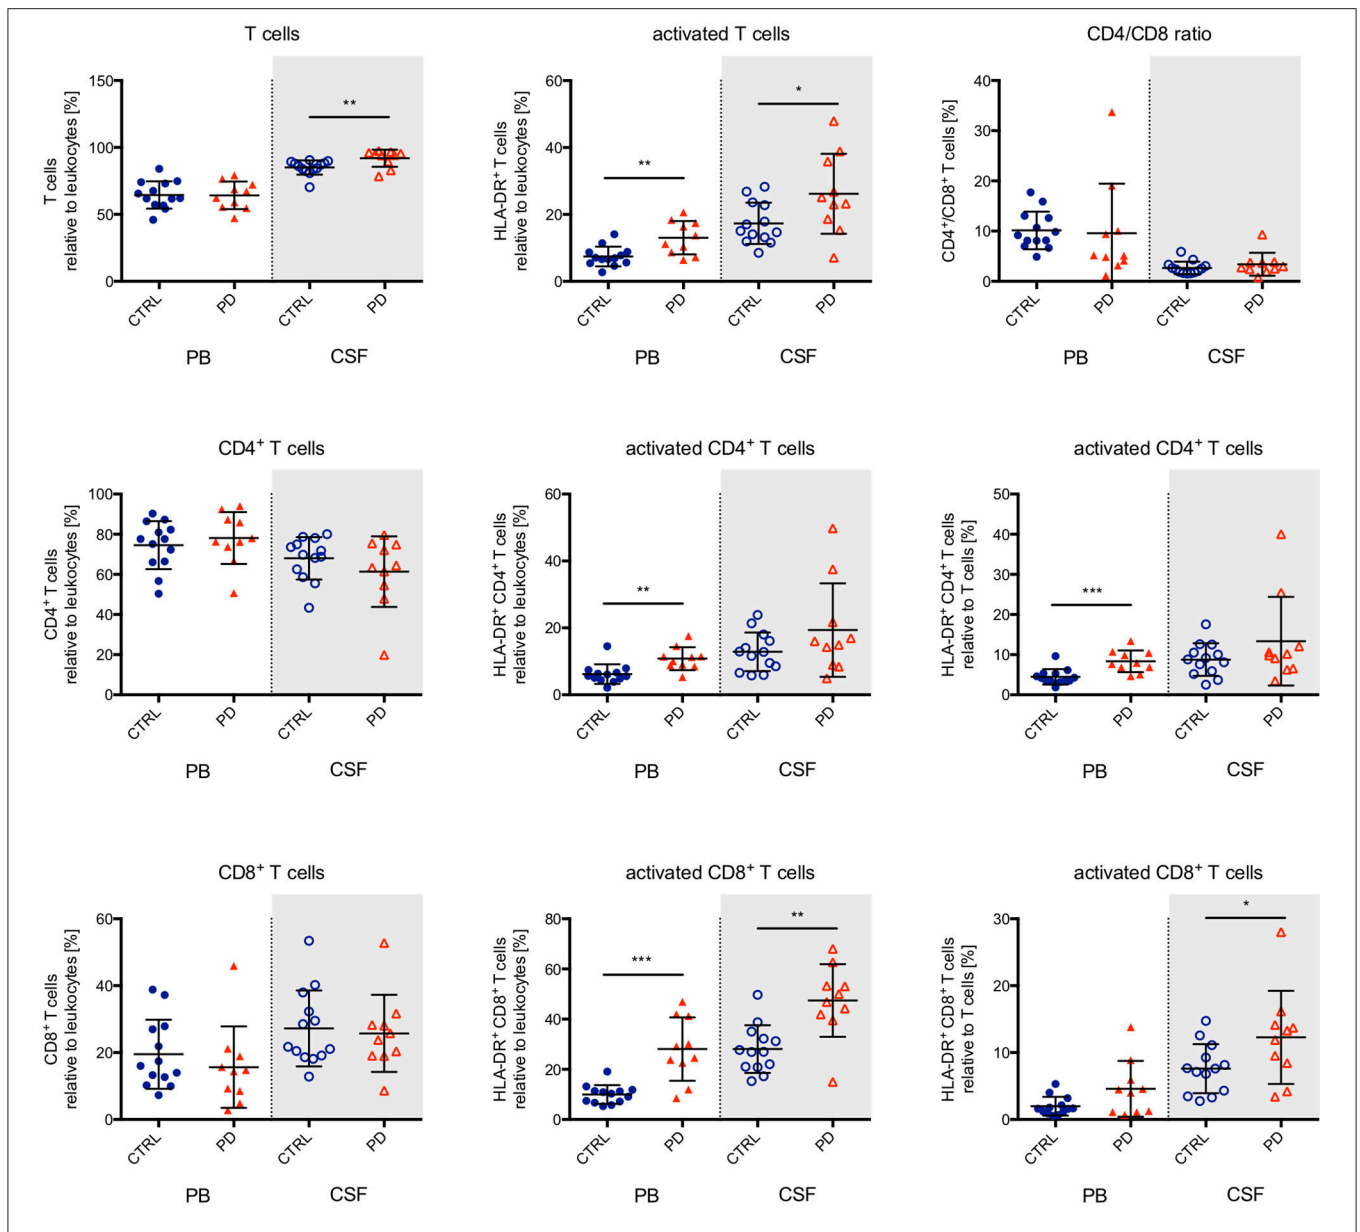 T cells
T cells
relative to leukocytes [%]
150
100
50
0
**
CTRL
PD
CTRL
PD
PB
CSF
activated T cells
HLA-DR⁺ T cells
relative to leukocytes [%]
60
40
20
0
**
*
CTRL
PD
CTRL
PD
PB
CSF
CD4/CD8 ratio
CD4⁺/CD8⁺ T cells [%]
40
30
20
10
0
CTRL
PD
CTRL
PD
PB
CSF
CD4⁺ T cells
CD4⁺ T cells
relative to leukocytes [%]
100
80
60
40
20
0
CTRL
PD
CTRL
PD
PB
CSF
activated CD4⁺ T cells
HLA-DR⁺ CD4⁺ T cells
relative to leukocytes [%]
60
40
20
0
**
CTRL
PD
CTRL
PD
PB
CSF
activated CD4⁺ T cells
HLA-DR⁺ CD4⁺ T cells
relative to T cells [%]
50
40
30
20
10
0
***
CTRL
PD
CTRL
PD
PB
CSF
CD8⁺ T cells
CD8⁺ T cells
relative to leukocytes [%]
60
40
20
0
CTRL
PD
CTRL
PD
PB
CSF
activated CD8⁺ T cells
HLA-DR⁺ CD8⁺ T cells
relative to leukocytes [%]
80
60
40
20
0
***
**
CTRL
PD
CTRL
PD
PB
CSF
activated CD8⁺ T cells
HLA-DR⁺ CD8⁺ T cells
relative to T cells [%]
30
20
10
0
*
CTRL
PD
CTRL
PD
PB
CSF